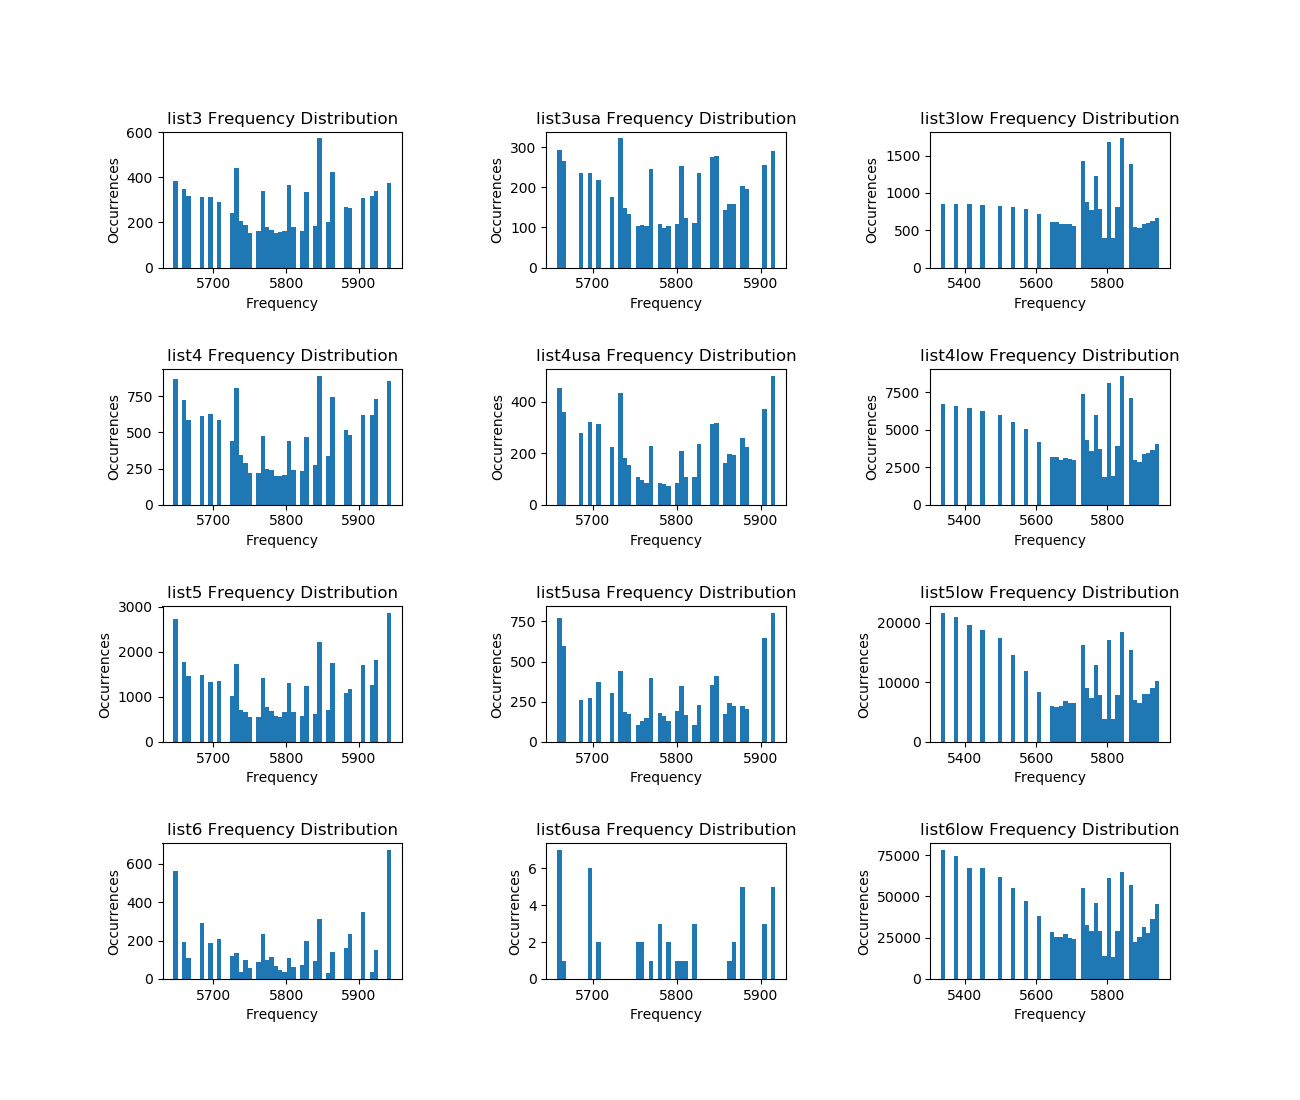 list3 Frequency Distribution
600
400
200
0
Occurrences
5700 5800 5900
Frequency
list3usa Frequency Distribution
300
200
100
0
Occurrences
5700 5800 5900
Frequency
list3low Frequency Distribution
1500
1000
500
0
Occurrences
5400 5600 5800
Frequency
list4 Frequency Distribution
750
500
250
0
Occurrences
5700 5800 5900
Frequency
list4usa Frequency Distribution
400
200
0
Occurrences
5700 5800 5900
Frequency
list4low Frequency Distribution
7500
5000
2500
0
Occurrences
5400 5600 5800
Frequency
list5 Frequency Distribution
3000
2000
1000
0
Occurrences
5700 5800 5900
Frequency
list5usa Frequency Distribution
750
500
250
0
Occurrences
5700 5800 5900
Frequency
list5low Frequency Distribution
20000
10000
0
Occurrences
5400 5600 5800
Frequency
list6 Frequency Distribution
600
400
200
0
Occurrences
5700 5800 5900
Frequency
list6usa Frequency Distribution
6
4
2
0
Occurrences
5700 5800 5900
Frequency
list6low Frequency Distribution
75000
50000
25000
0
Occurrences
5400 5600 5800
Frequency